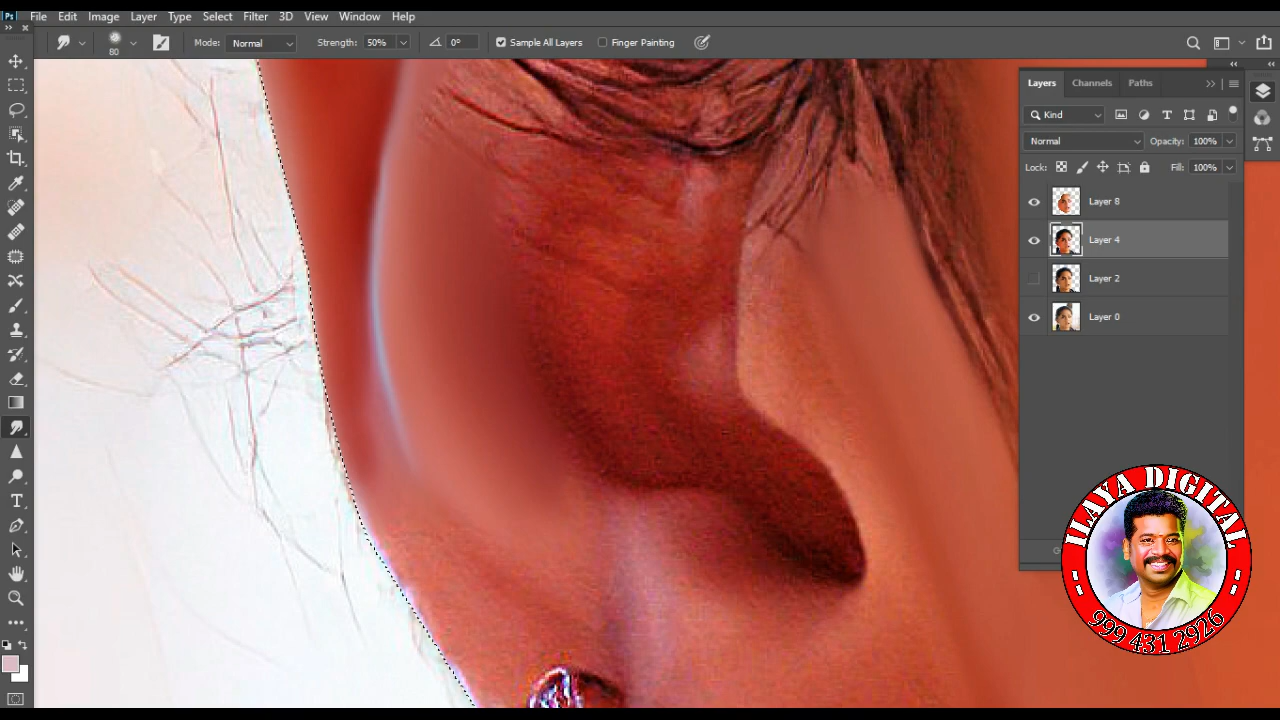 Ps File Edit Image Layer Type Select Filter 3D View Window Help
80 Mode: Normal Strength: 50% 0° Sample All Layers Finger Painting
Layers Channels Paths
Kind
Normal Opacity: 100%
Lock: Fill: 100%
Layer 8
Layer 4
Layer 2
Layer 0
ILAYA DIGITAL
999 431 2926